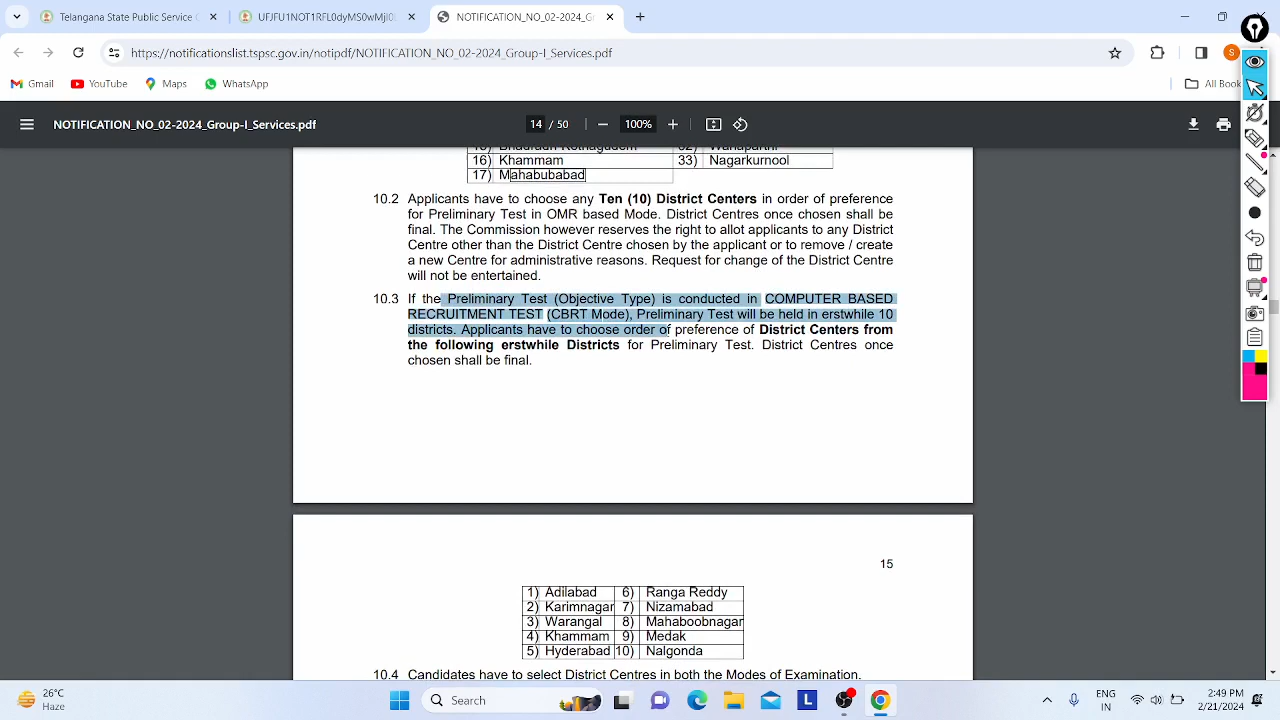 Telangana State Public Service C
UFJFU1NOT1RFL0dyMS0wMjI0L
NOTIFICATION_NO_02-2024_G
https://notificationslist.tspsc.gov.in/notipdf/NOTIFICATION_NO_02-2024_Group-I_Services.pdf
S
Gmail
YouTube
Maps
WhatsApp
All Book
NOTIFICATION_NO_02-2024_Group-I_Services.pdf
14 / 50
100%
16) Khammam 33) Nagarkurnool
17) Mahabubabad
10.2 Applicants have to choose any Ten (10) District Centers in order of preference
for Preliminary Test in OMR based Mode. District Centres once chosen shall be
final. The Commission however reserves the right to allot applicants to any District
Centre other than the District Centre chosen by the applicant or to remove / create
a new Centre for administrative reasons. Request for change of the District Centre
will not be entertained.
10.3 If the Preliminary Test (Objective Type) is conducted in COMPUTER BASED
RECRUITMENT TEST (CBRT Mode), Preliminary Test will be held in erstwhile 10
districts. Applicants have to choose order of preference of District Centers from
the following erstwhile Districts for Preliminary Test. District Centres once
chosen shall be final.
15
1) Adilabad 6) Ranga Reddy
2) Karimnagar 7) Nizamabad
3) Warangal 8) Mahaboobnagar
4) Khammam 9) Medak
5) Hyderabad 10) Nalgonda
10.4 Candidates have to select District Centres in both the Modes of Examination.
26°C
Haze
Search
L
ENG
IN
2:49 PM
2/21/2024